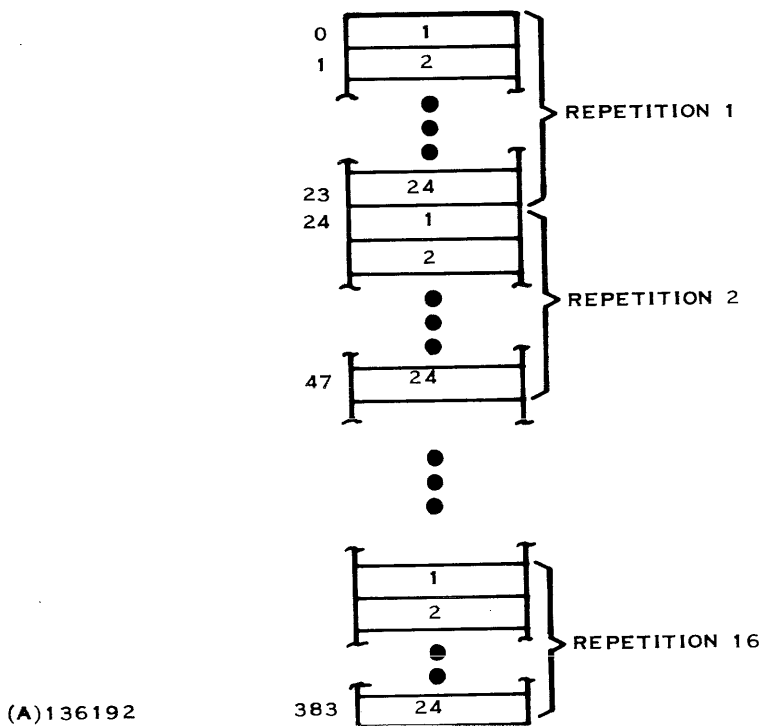 0 1
1 2
REPETITION 1
23 24
24 1
2
REPETITION 2
47 24
1
2
REPETITION 16
(A)136192 383 24